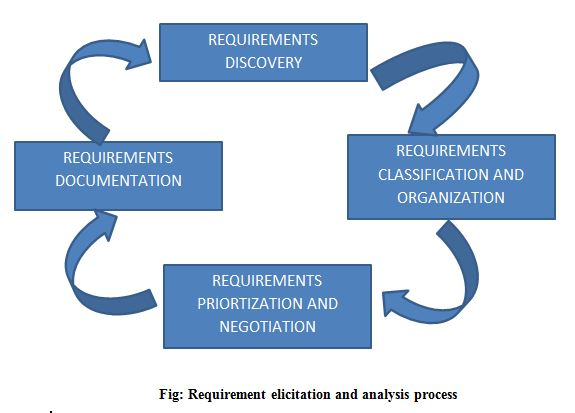 REQUIREMENTS
DISCOVERY
REQUIREMENTS
CLASSIFICATION AND
ORGANIZATION
REQUIREMENTS
DOCUMENTATION
REQUIREMENTS
PRIORTIZATION AND
NEGOTIATION
Fig: Requirement elicitation and analysis process